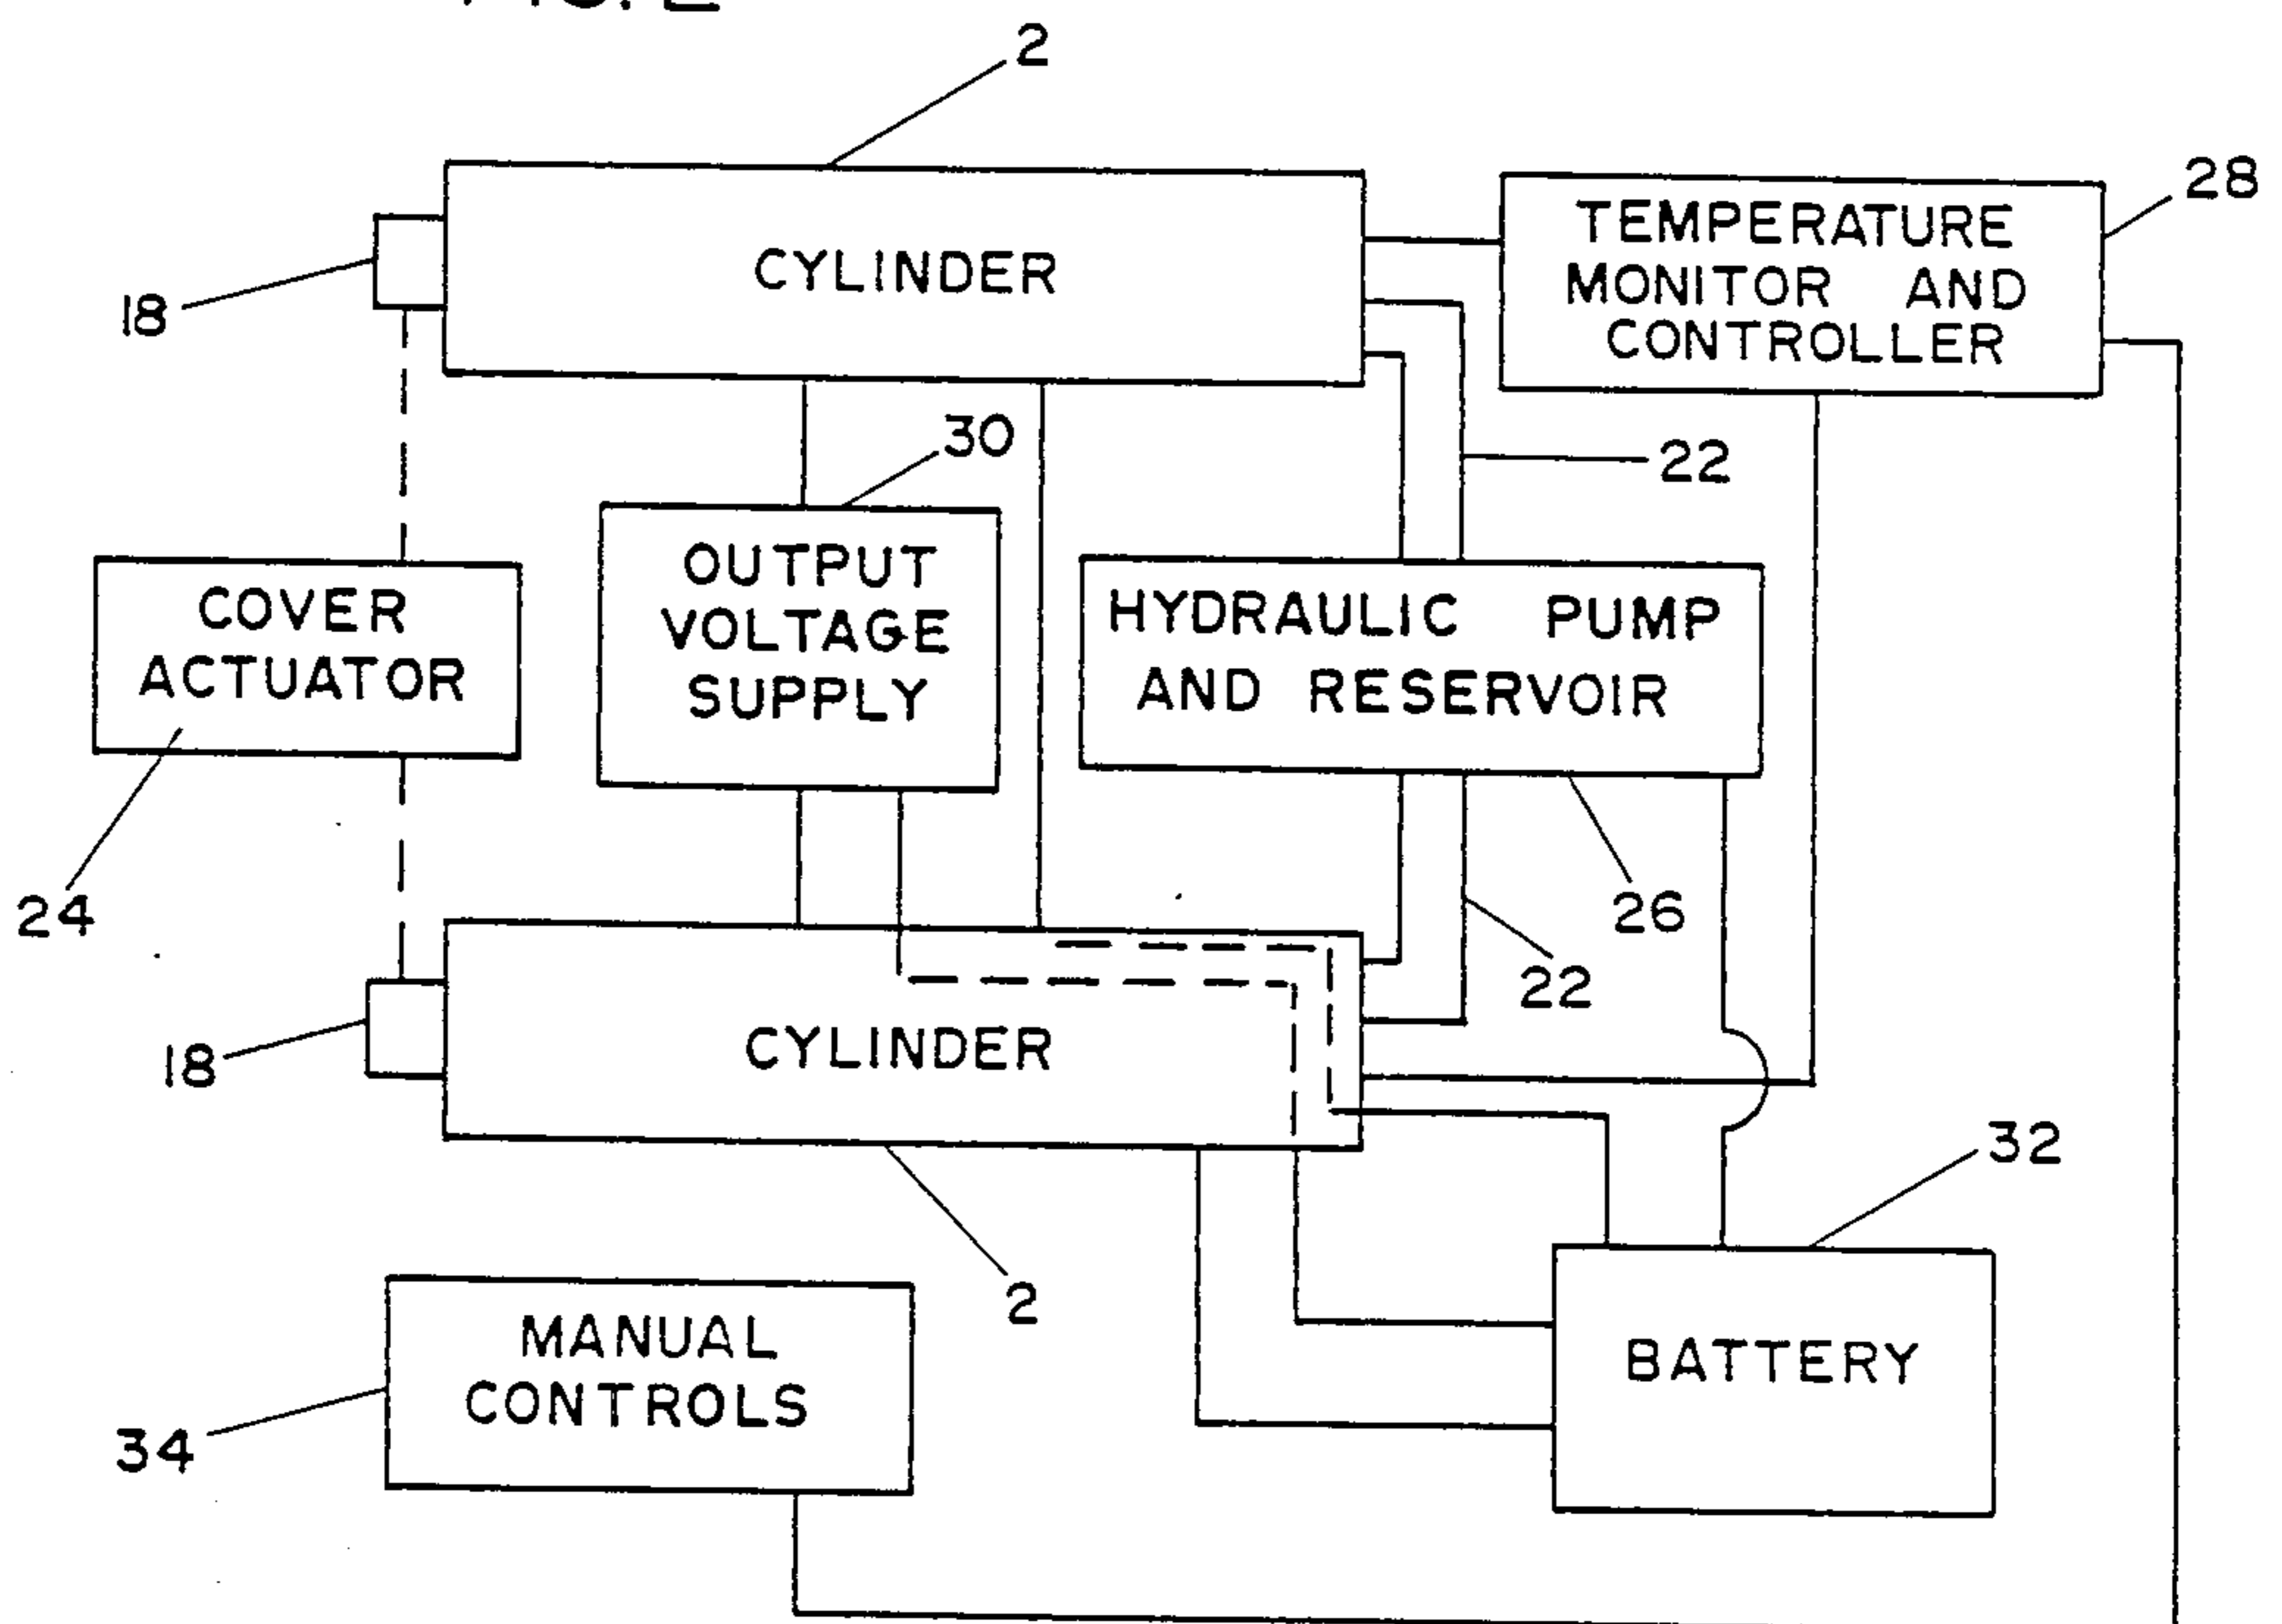 2
28
CYLINDER
TEMPERATURE
MONITOR AND
CONTROLLER
18
30
22
OUTPUT
VOLTAGE
SUPPLY
HYDRAULIC PUMP
AND RESERVOIR
COVER
ACTUATOR
24
26
22
CYLINDER
18
32
2
MANUAL
CONTROLS
BATTERY
34